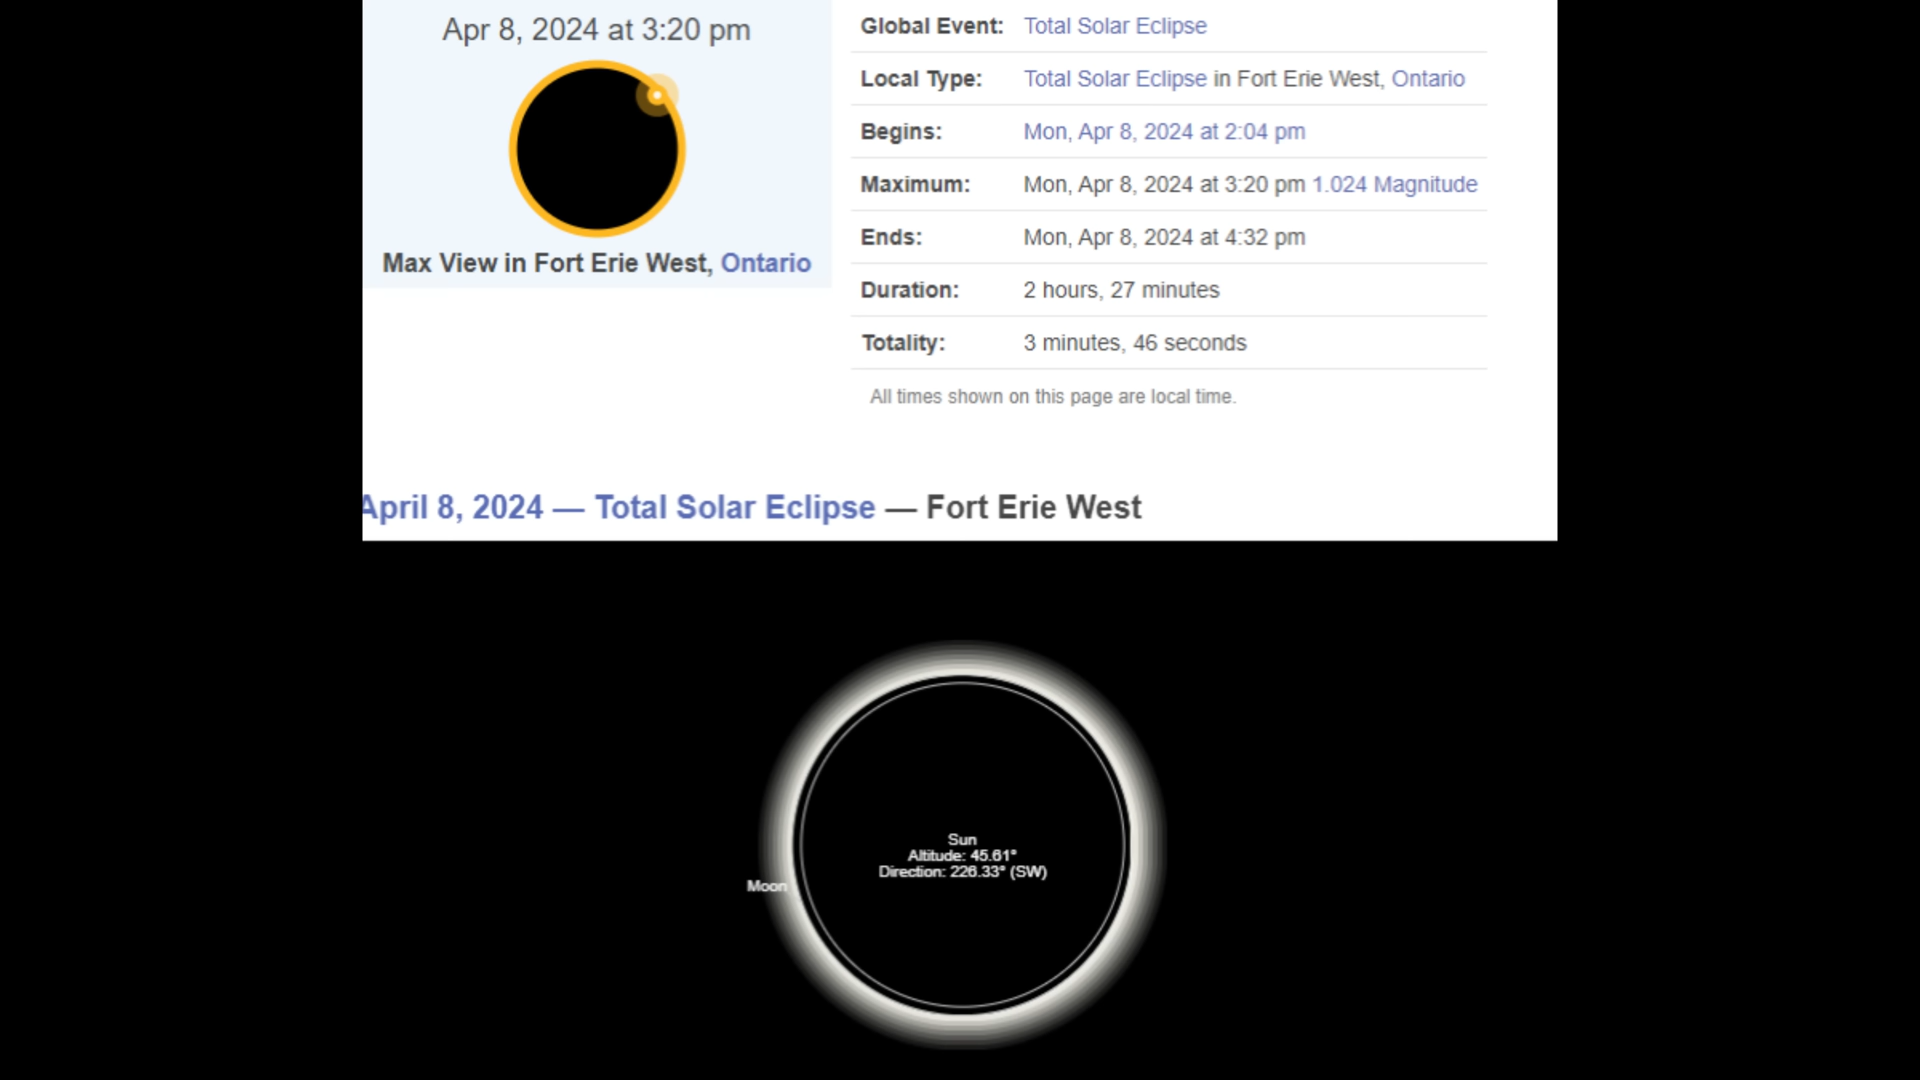 Apr 8, 2024 at 3:20 pm
Max View in Fort Erie West, Ontario
Global Event: Total Solar Eclipse
Local Type: Total Solar Eclipse in Fort Erie West, Ontario
Begins: Mon, Apr 8, 2024 at 2:04 pm
Maximum: Mon, Apr 8, 2024 at 3:20 pm 1.024 Magnitude
Ends: Mon, Apr 8, 2024 at 4:32 pm
Duration: 2 hours, 27 minutes
Totality: 3 minutes, 46 seconds
All times shown on this page are local time.
April 8, 2024 — Total Solar Eclipse — Fort Erie West
Sun
Altitude: 45.61°
Direction: 226.33° (SW)
Moon